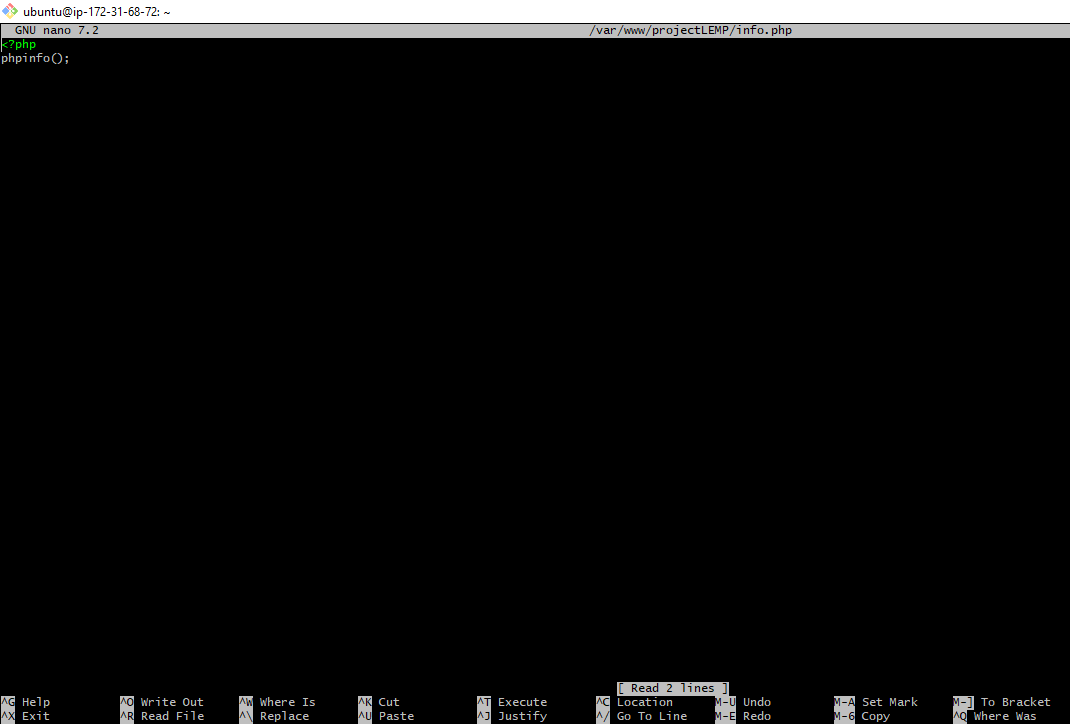 ubuntu@ip-172-31-68-72: ~
GNU nano 7.2 /var/www/projectLEMP/info.php
<?php
phpinfo();
[ Read 2 lines ]
^G Help ^O Write Out ^W Where Is ^K Cut ^T Execute ^C Location M-U Undo M-A Set Mark M-] To Bracket
^X Exit ^R Read File ^\ Replace ^U Paste ^J Justify ^/ Go To Line M-E Redo M-6 Copy ^Q Where Was